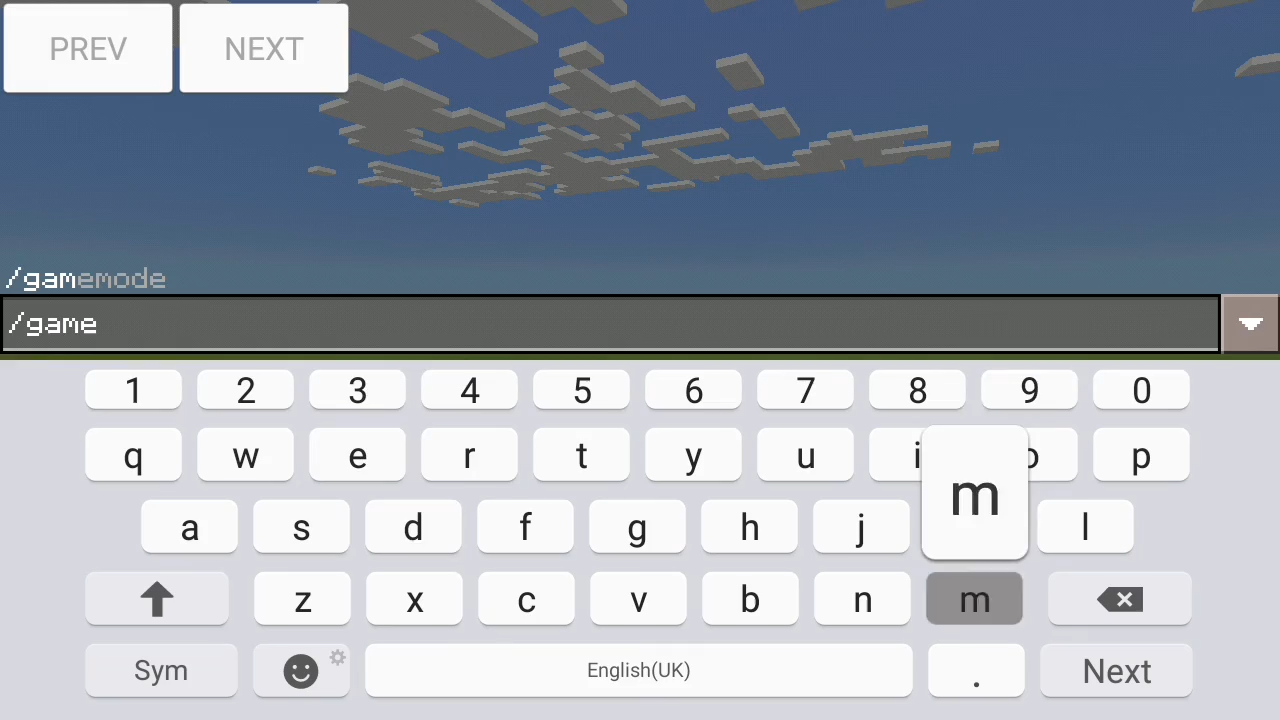 PREV NEXT
/gamemode
/game
1 2 3 4 5 6 7 8 9 0
q w e r t y u i o p
a s d f g h j m l
z x c v b n m
Sym English(UK) . Next